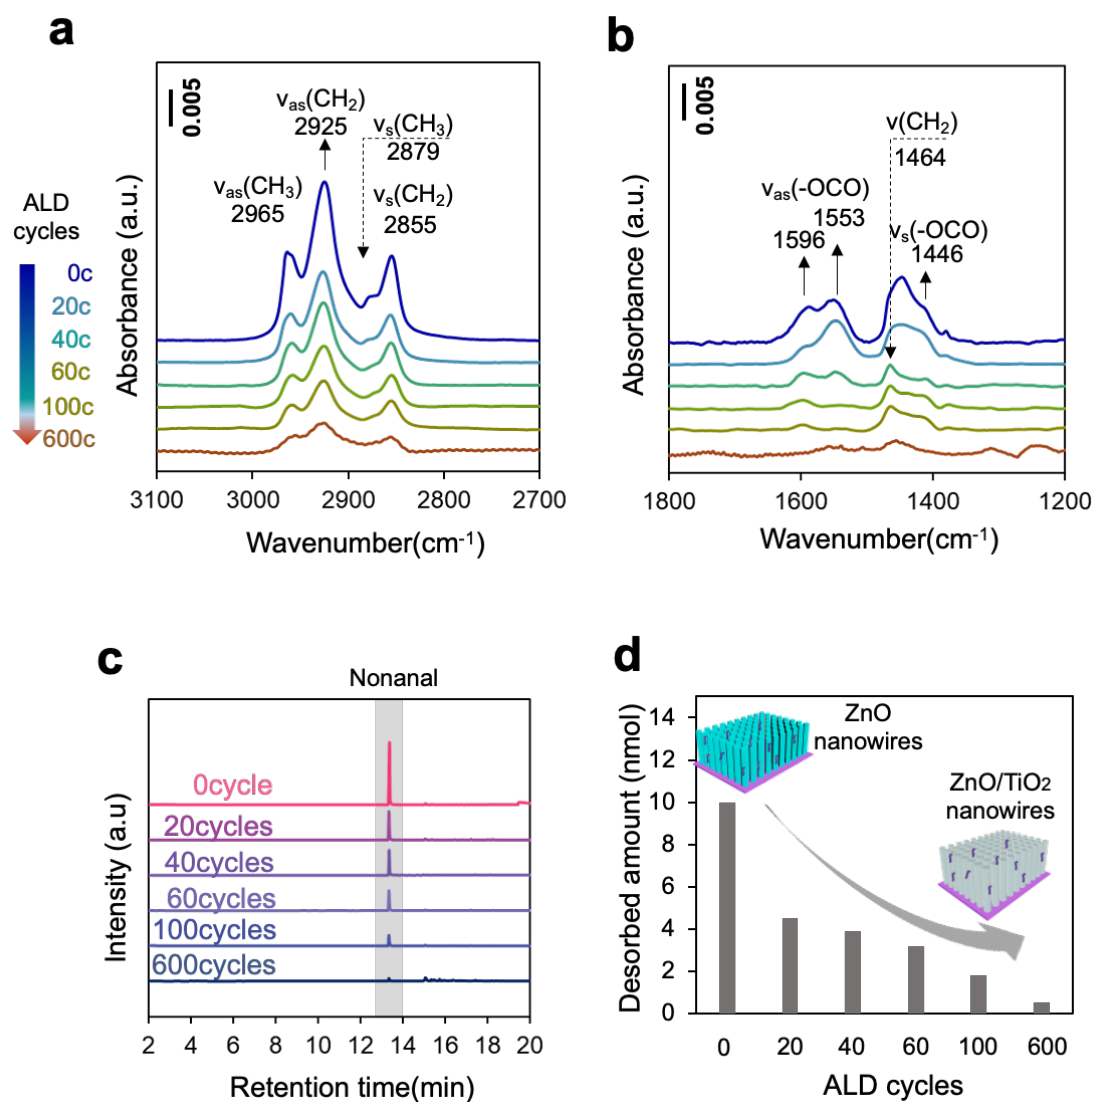 a
0.005
vas(CH2)
2925
vs(CH3)
2879
vas(CH3)
2965
vs(CH2)
2855
ALD
cycles
0c
20c
40c
60c
100c
600c
Absorbance (a.u.)
3100 3000 2900 2800 2700
Wavenumber(cm-1)
b
0.005
v(CH2)
1464
vas(-OCO)
1553
1596
vs(-OCO)
1446
Absorbance (a.u.)
1800 1600 1400 1200
Wavenumber(cm-1)
c
Nonanal
0cycle
20cycles
40cycles
60cycles
100cycles
600cycles
Intensity (a.u)
2 4 6 8 10 12 14 16 18 20
Retention time(min)
d
ZnO
nanowires
ZnO/TiO2
nanowires
Desorbed amount (nmol)
14
12
10
8
6
4
2
0
0 20 40 60 100 600
ALD cycles